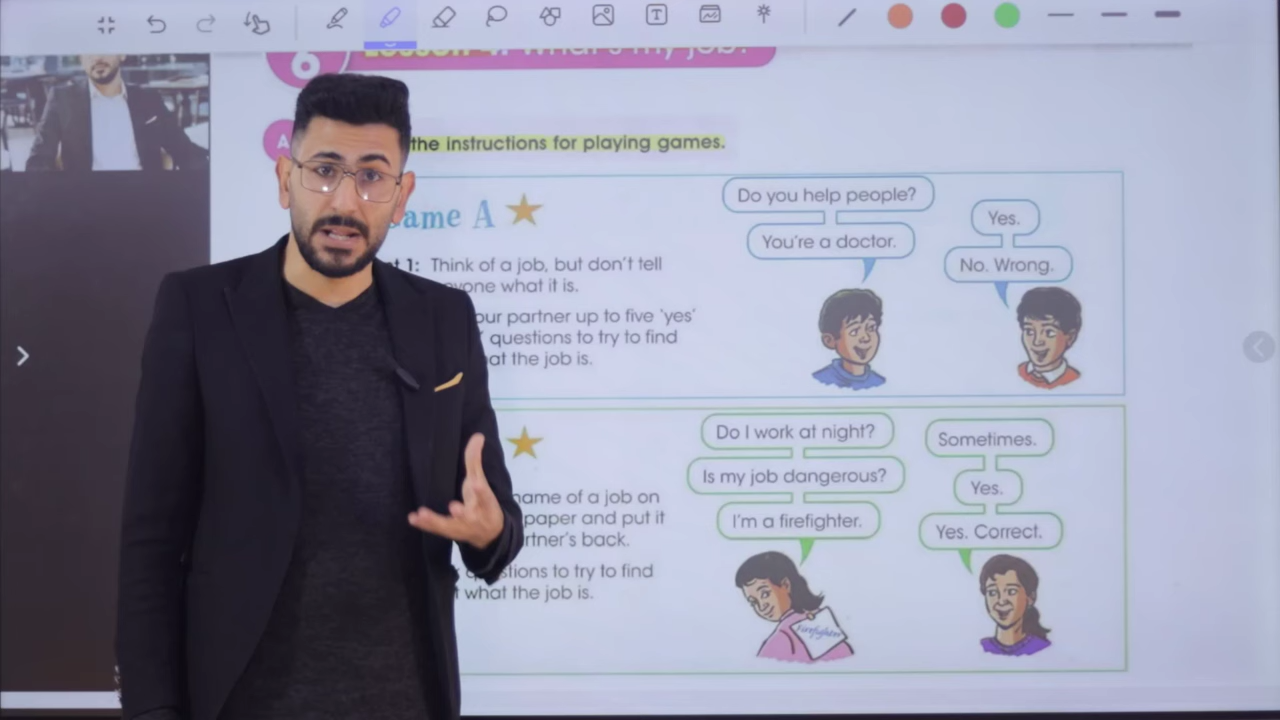 6
Lesson 4: What's my job?
A
the instructions for playing games.
ame A
t 1: Think of a job, but don't tell
yone what it is.
our partner up to five 'yes'
questions to try to find
at the job is.
Do you help people?
You're a doctor.
Yes.
No. Wrong.
name of a job on
paper and put it
rtner's back.
stions to try to find
t what the job is.
Do I work at night?
Is my job dangerous?
I'm a firefighter.
Sometimes.
Yes.
Yes. Correct.
Firefighter